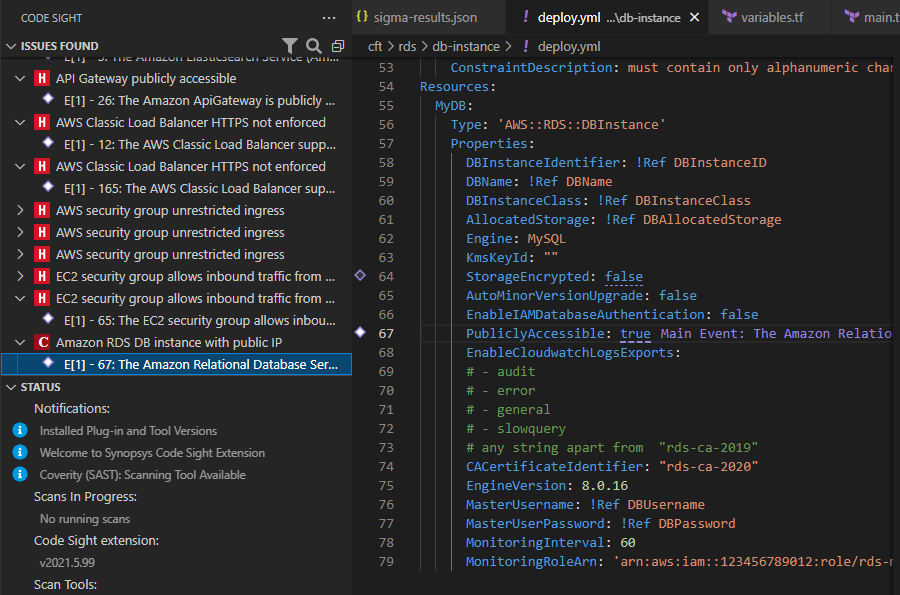 CODE SIGHT
ISSUES FOUND
E[1] - 5: The Amazon Elasticsearch Service (Am...
H API Gateway publicly accessible
E[1] - 26: The Amazon ApiGateway is publicly ...
H AWS Classic Load Balancer HTTPS not enforced
E[1] - 12: The AWS Classic Load Balancer supp...
H AWS Classic Load Balancer HTTPS not enforced
E[1] - 165: The AWS Classic Load Balancer sup...
H AWS security group unrestricted ingress
H AWS security group unrestricted ingress
H AWS security group unrestricted ingress
H EC2 security group allows inbound traffic from ...
H EC2 security group allows inbound traffic from ...
E[1] - 65: The EC2 security group allows inbou...
C Amazon RDS DB instance with public IP
E[1] - 67: The Amazon Relational Database Ser...
STATUS
Notifications:
Installed Plug-in and Tool Versions
Welcome to Synopsys Code Sight Extension
Coverity (SAST): Scanning Tool Available
Scans In Progress:
No running scans
Code Sight extension:
v2021.5.99
Scan Tools:
{} sigma-results.json
! deploy.yml ...\db-instance
variables.tf
main.t
cft > rds > db-instance > ! deploy.yml
53 ConstraintDescription: must contain only alphanumeric char
54 Resources:
55 MyDB:
56 Type: 'AWS::RDS::DBInstance'
57 Properties:
58 DBInstanceIdentifier: !Ref DBInstanceID
59 DBName: !Ref DBName
60 DBInstanceClass: !Ref DBInstanceClass
61 AllocatedStorage: !Ref DBAllocatedStorage
62 Engine: MySQL
63 KmsKeyId: ""
64 StorageEncrypted: false
65 AutoMinorVersionUpgrade: false
66 EnableIAMDatabaseAuthentication: false
67 PubliclyAccessible: true Main Event: The Amazon Relatio
68 EnableCloudwatchLogsExports:
69 # - audit
70 # - error
71 # - general
72 # - slowquery
73 # any string apart from "rds-ca-2019"
74 CACertificateIdentifier: "rds-ca-2020"
75 EngineVersion: 8.0.16
76 MasterUsername: !Ref DBUsername
77 MasterUserPassword: !Ref DBPassword
78 MonitoringInterval: 60
79 MonitoringRoleArn: 'arn:aws:iam::123456789012:role/rds-m